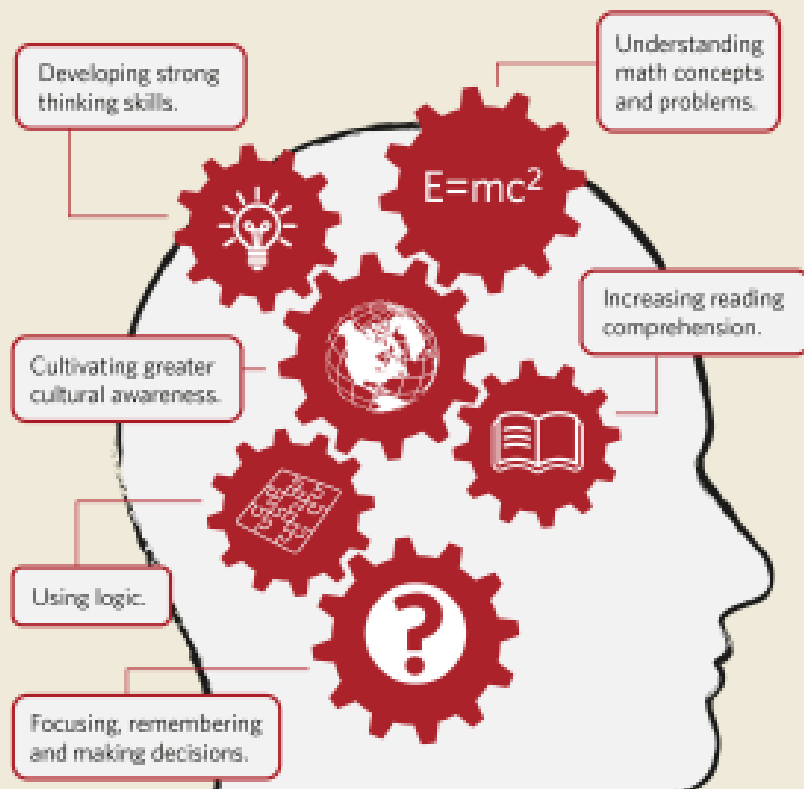 Developing strong
thinking skills.
Understanding
math concepts
and problems.
E=mc²
Increasing reading
comprehension.
Cultivating greater
cultural awareness.
Using logic.
?
Focusing, remembering
and making decisions.